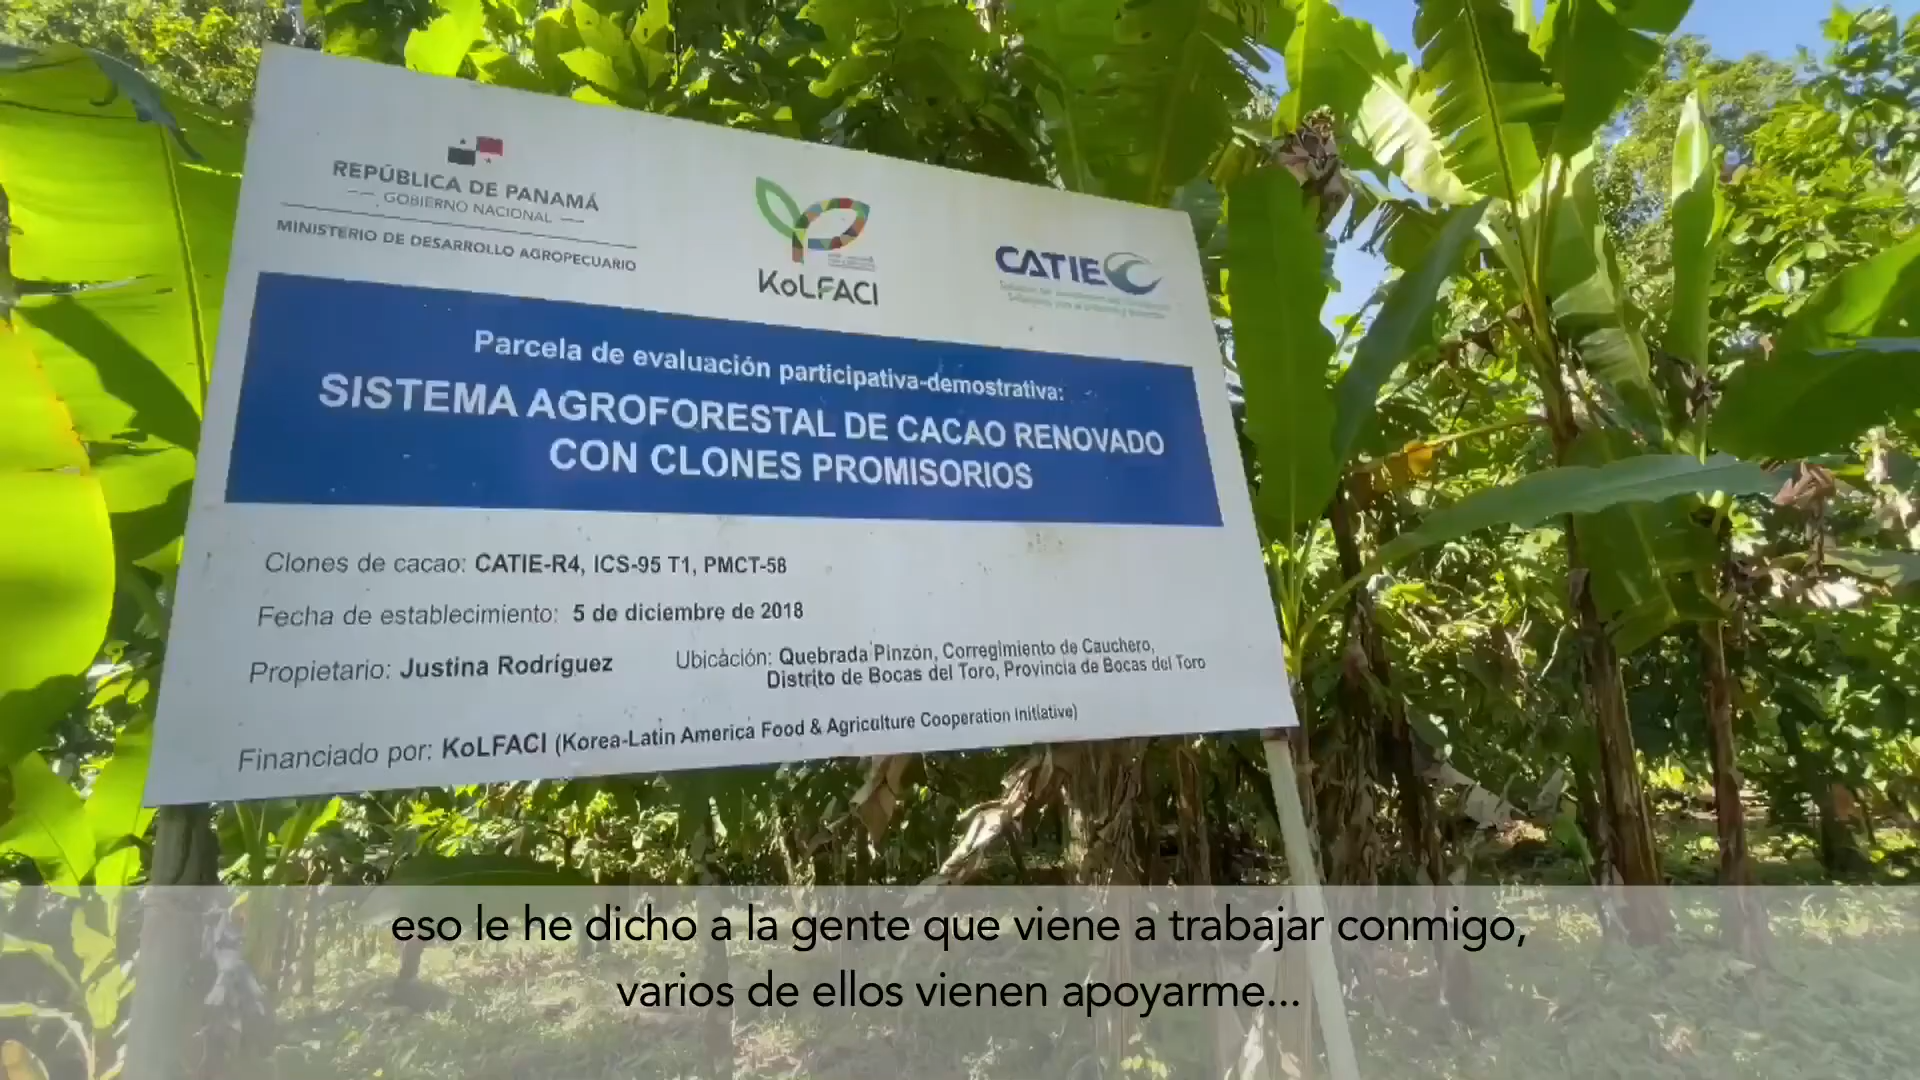 REPÚBLICA DE PANAMÁ
GOBIERNO NACIONAL
MINISTERIO DE DESARROLLO AGROPECUARIO
KoLFACI
CATIE
Parcela de evaluación participativa-demostrativa:
SISTEMA AGROFORESTAL DE CACAO RENOVADO
CON CLONES PROMISORIOS
Clones de cacao: CATIE-R4, ICS-95 T1, PMCT-58
Fecha de establecimiento: 5 de diciembre de 2018
Propietario: Justina Rodríguez
Ubicación: Quebrada Pinzón, Corregimiento de Cauchero,
Distrito de Bocas del Toro, Provincia de Bocas del Toro
Financiado por: KoLFACI (Korea-Latin America Food & Agriculture Cooperation Initiative)
eso le he dicho a la gente que viene a trabajar conmigo,
varios de ellos vienen apoyarme...